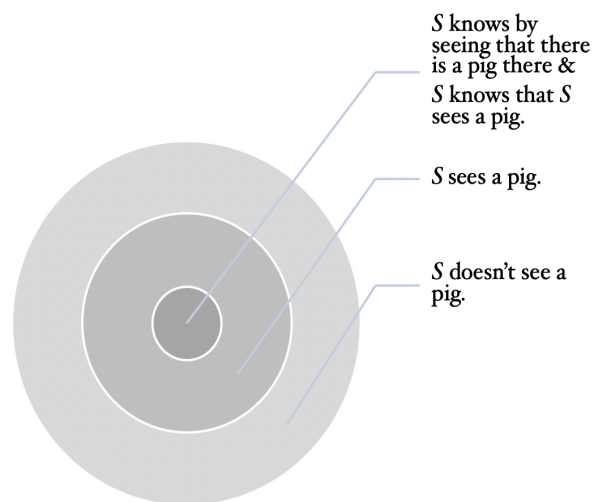 S knows by
seeing that there
is a pig there &
S knows that S
sees a pig.
S sees a pig.
S doesn’t see a
pig.